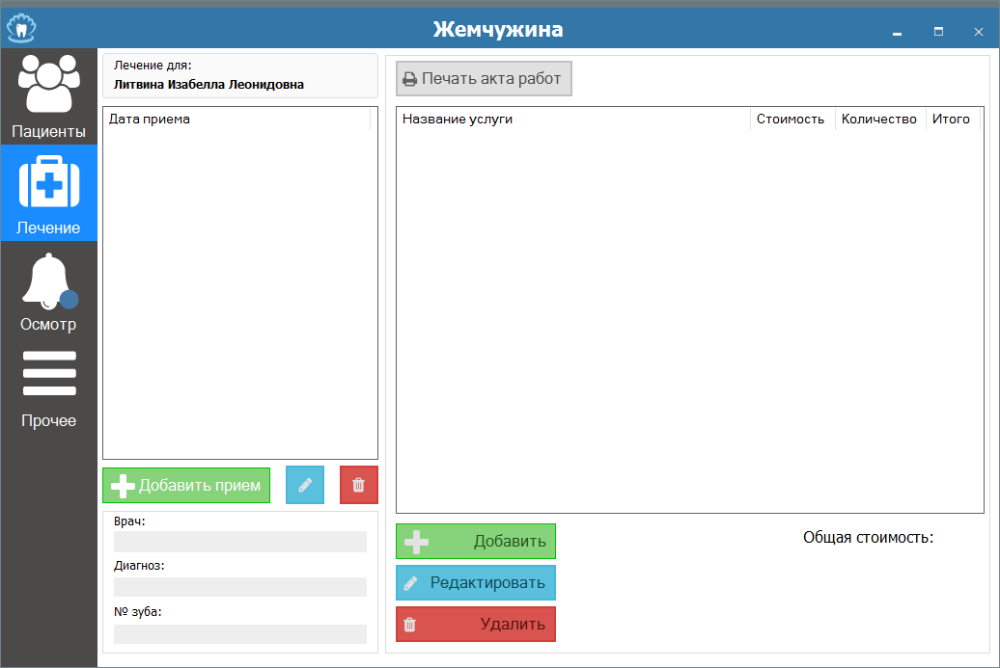 Жемчужина
Пациенты
Лечение
Осмотр
Прочее
Лечение для:
Литвина Изабелла Леонидовна
Дата приема
Добавить прием
Врач:
Диагноз:
№ зуба:
Печать акта работ
Название услуги Стоимость Количество Итого
Добавить
Редактировать
Удалить
Общая стоимость: